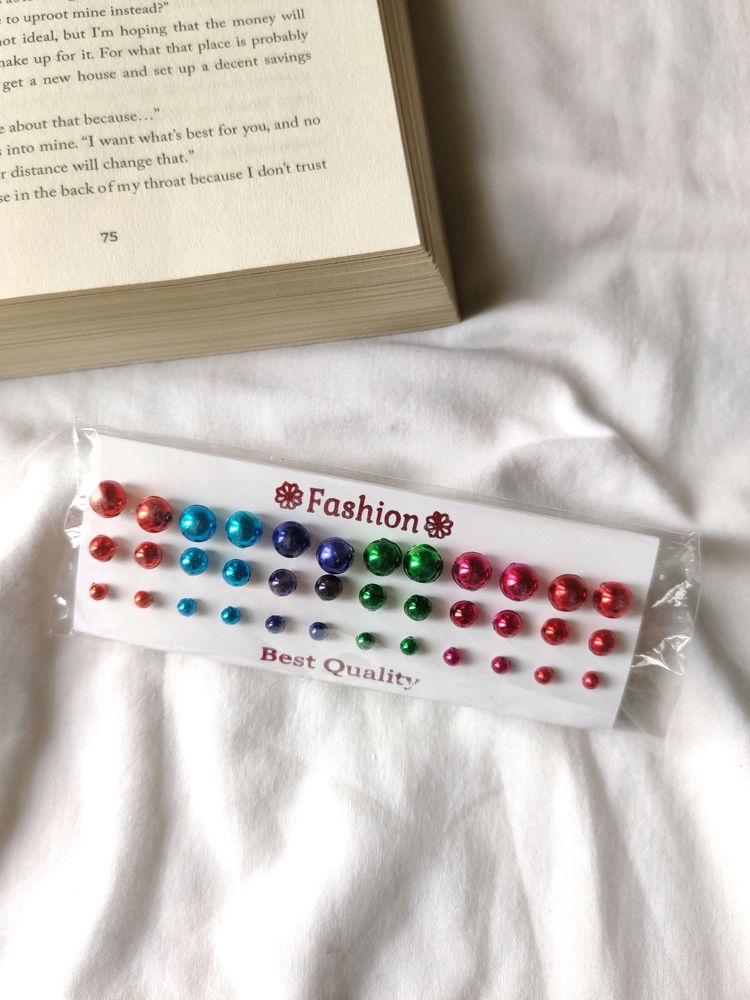 to uproot mine instead?"
not ideal, but I'm hoping that the money will
make up for it. For what that place is probably
get a new house and set up a decent savings
about that because…"
into mine. "I want what's best for you, and no
distance will change that."
in the back of my throat because I don't trust
75
Fashion
Best Quality